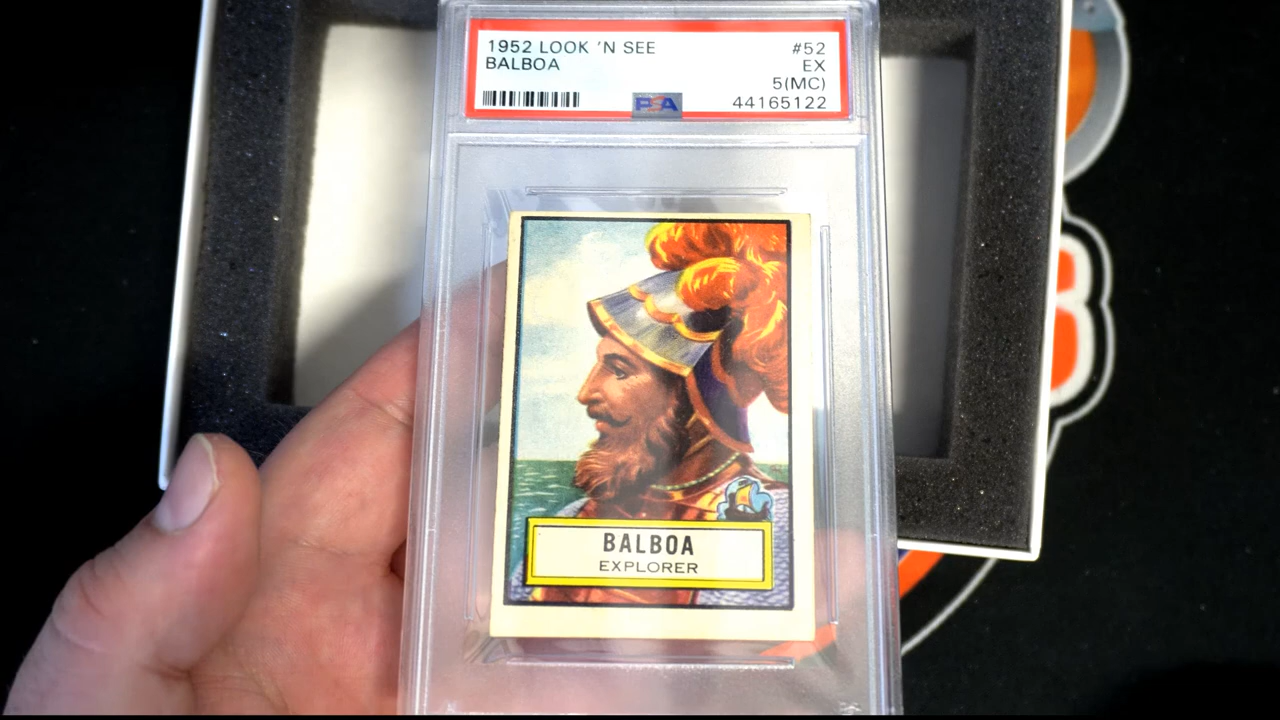 1952 LOOK 'N SEE #52
BALBOA EX
5(MC)
PSA 44165122
BALBOA
EXPLORER